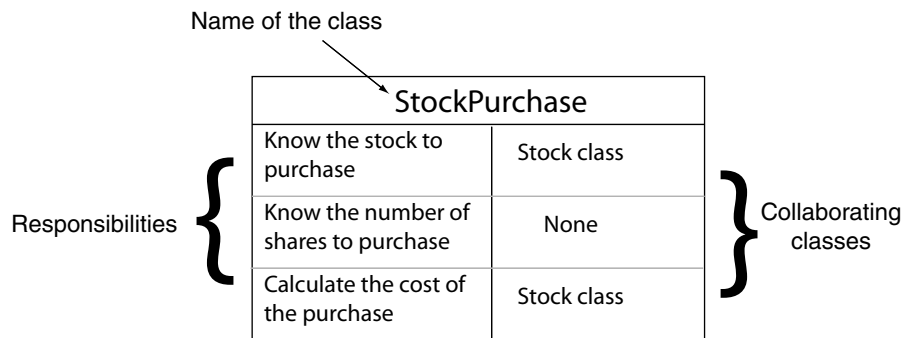 Name of the class
StockPurchase
Know the stock to
purchase
Stock class
Know the number of
shares to purchase
None
Calculate the cost of
the purchase
Stock class
Responsibilities
Collaborating
classes